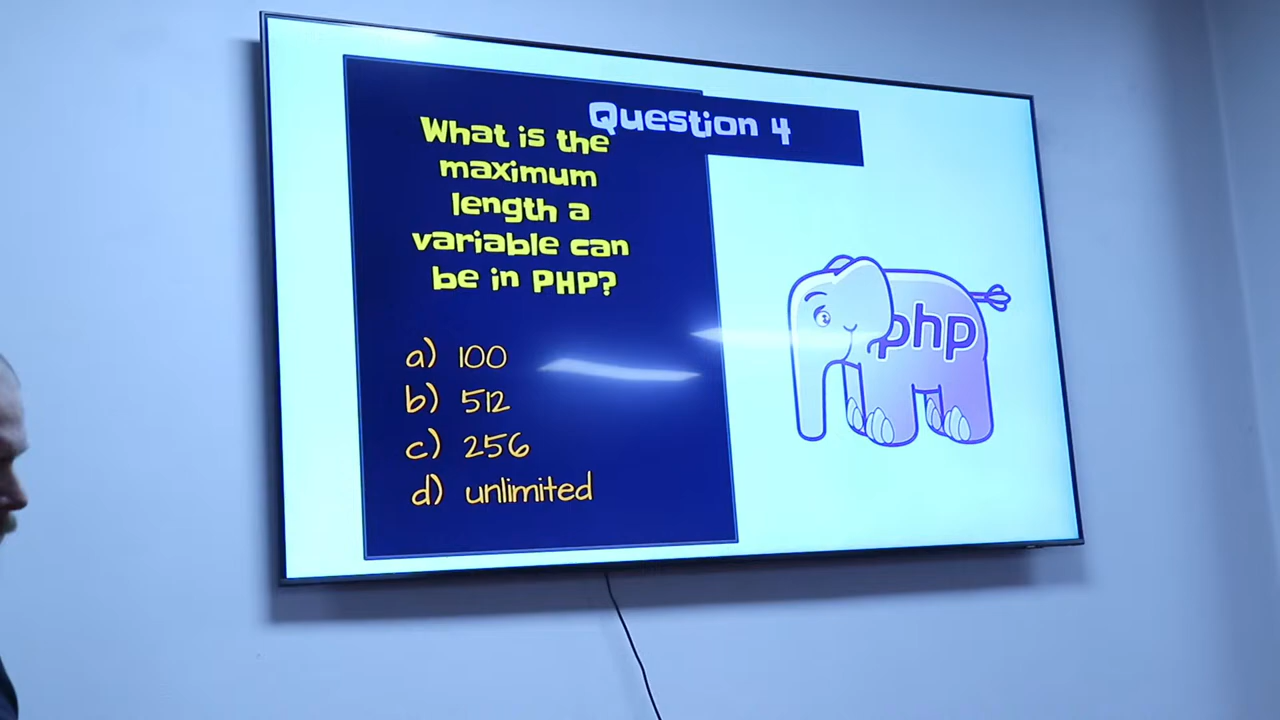 Question 4
What is the
maximum
length a
variable can
be in PHP?
a) 100
b) 512
c) 256
d) unlimited
php